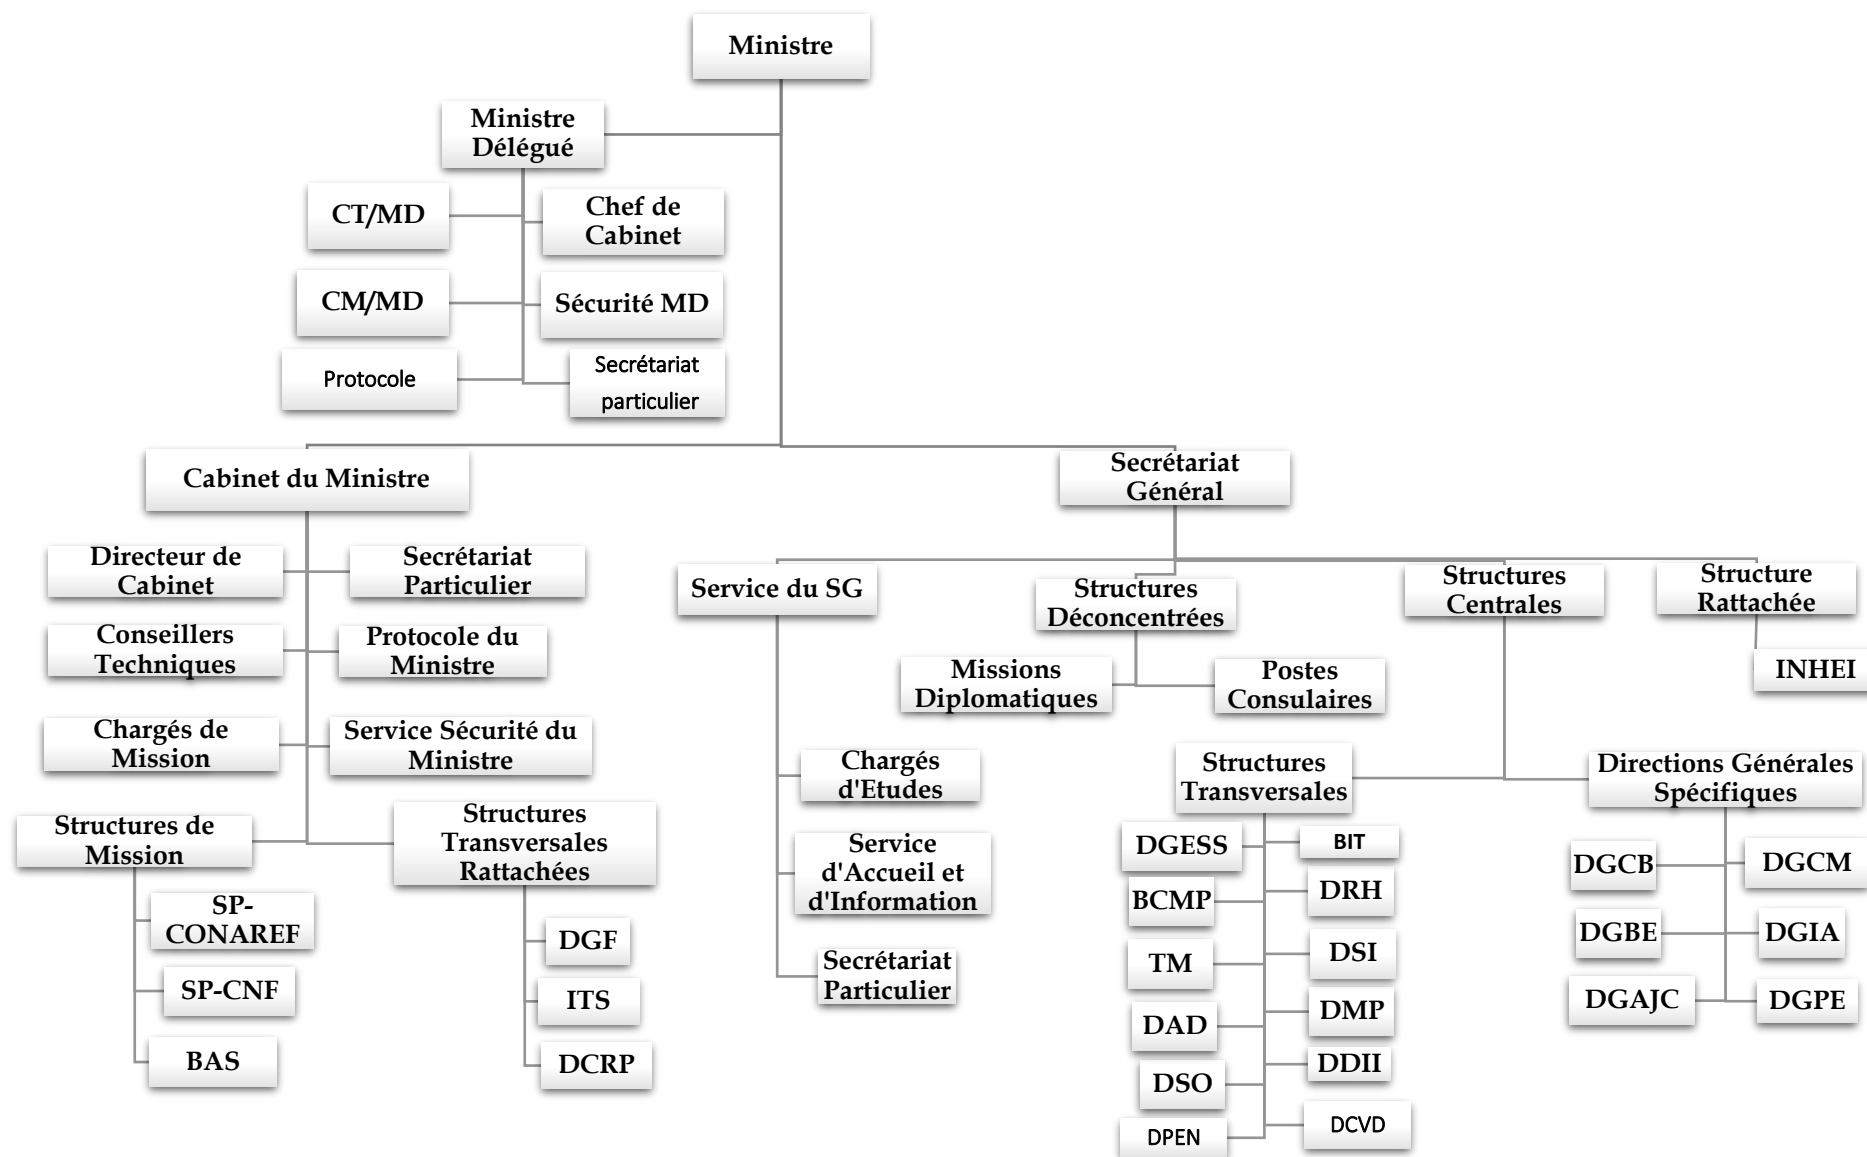 Ministre
Ministre
Délégué
CT/MD
Chef de
Cabinet
CM/MD
Sécurité MD
Protocole
Secrétariat
particulier
Cabinet du Ministre
Secrétariat
Général
Directeur de
Cabinet
Secrétariat
Particulier
Conseillers
Techniques
Protocole du
Ministre
Chargés de
Mission
Service Sécurité du
Ministre
Structures de
Mission
Structures
Transversales
Rattachées
SP-
CONAREF
SP-CNF
BAS
DGF
ITS
DCRP
Service du SG
Structures
Déconcentrées
Structures
Centrales
Structure
Rattachée
Missions
Diplomatiques
Postes
Consulaires
INHEI
Chargés
d'Etudes
Service
d'Accueil et
d'Information
Secrétariat
Particulier
Structures
Transversales
Directions Générales
Spécifiques
DGESS
BIT
BCMP
DRH
TM
DSI
DAD
DMP
DSO
DDII
DPEN
DCVD
DGCB
DGCM
DGBE
DGIA
DGAJC
DGPE